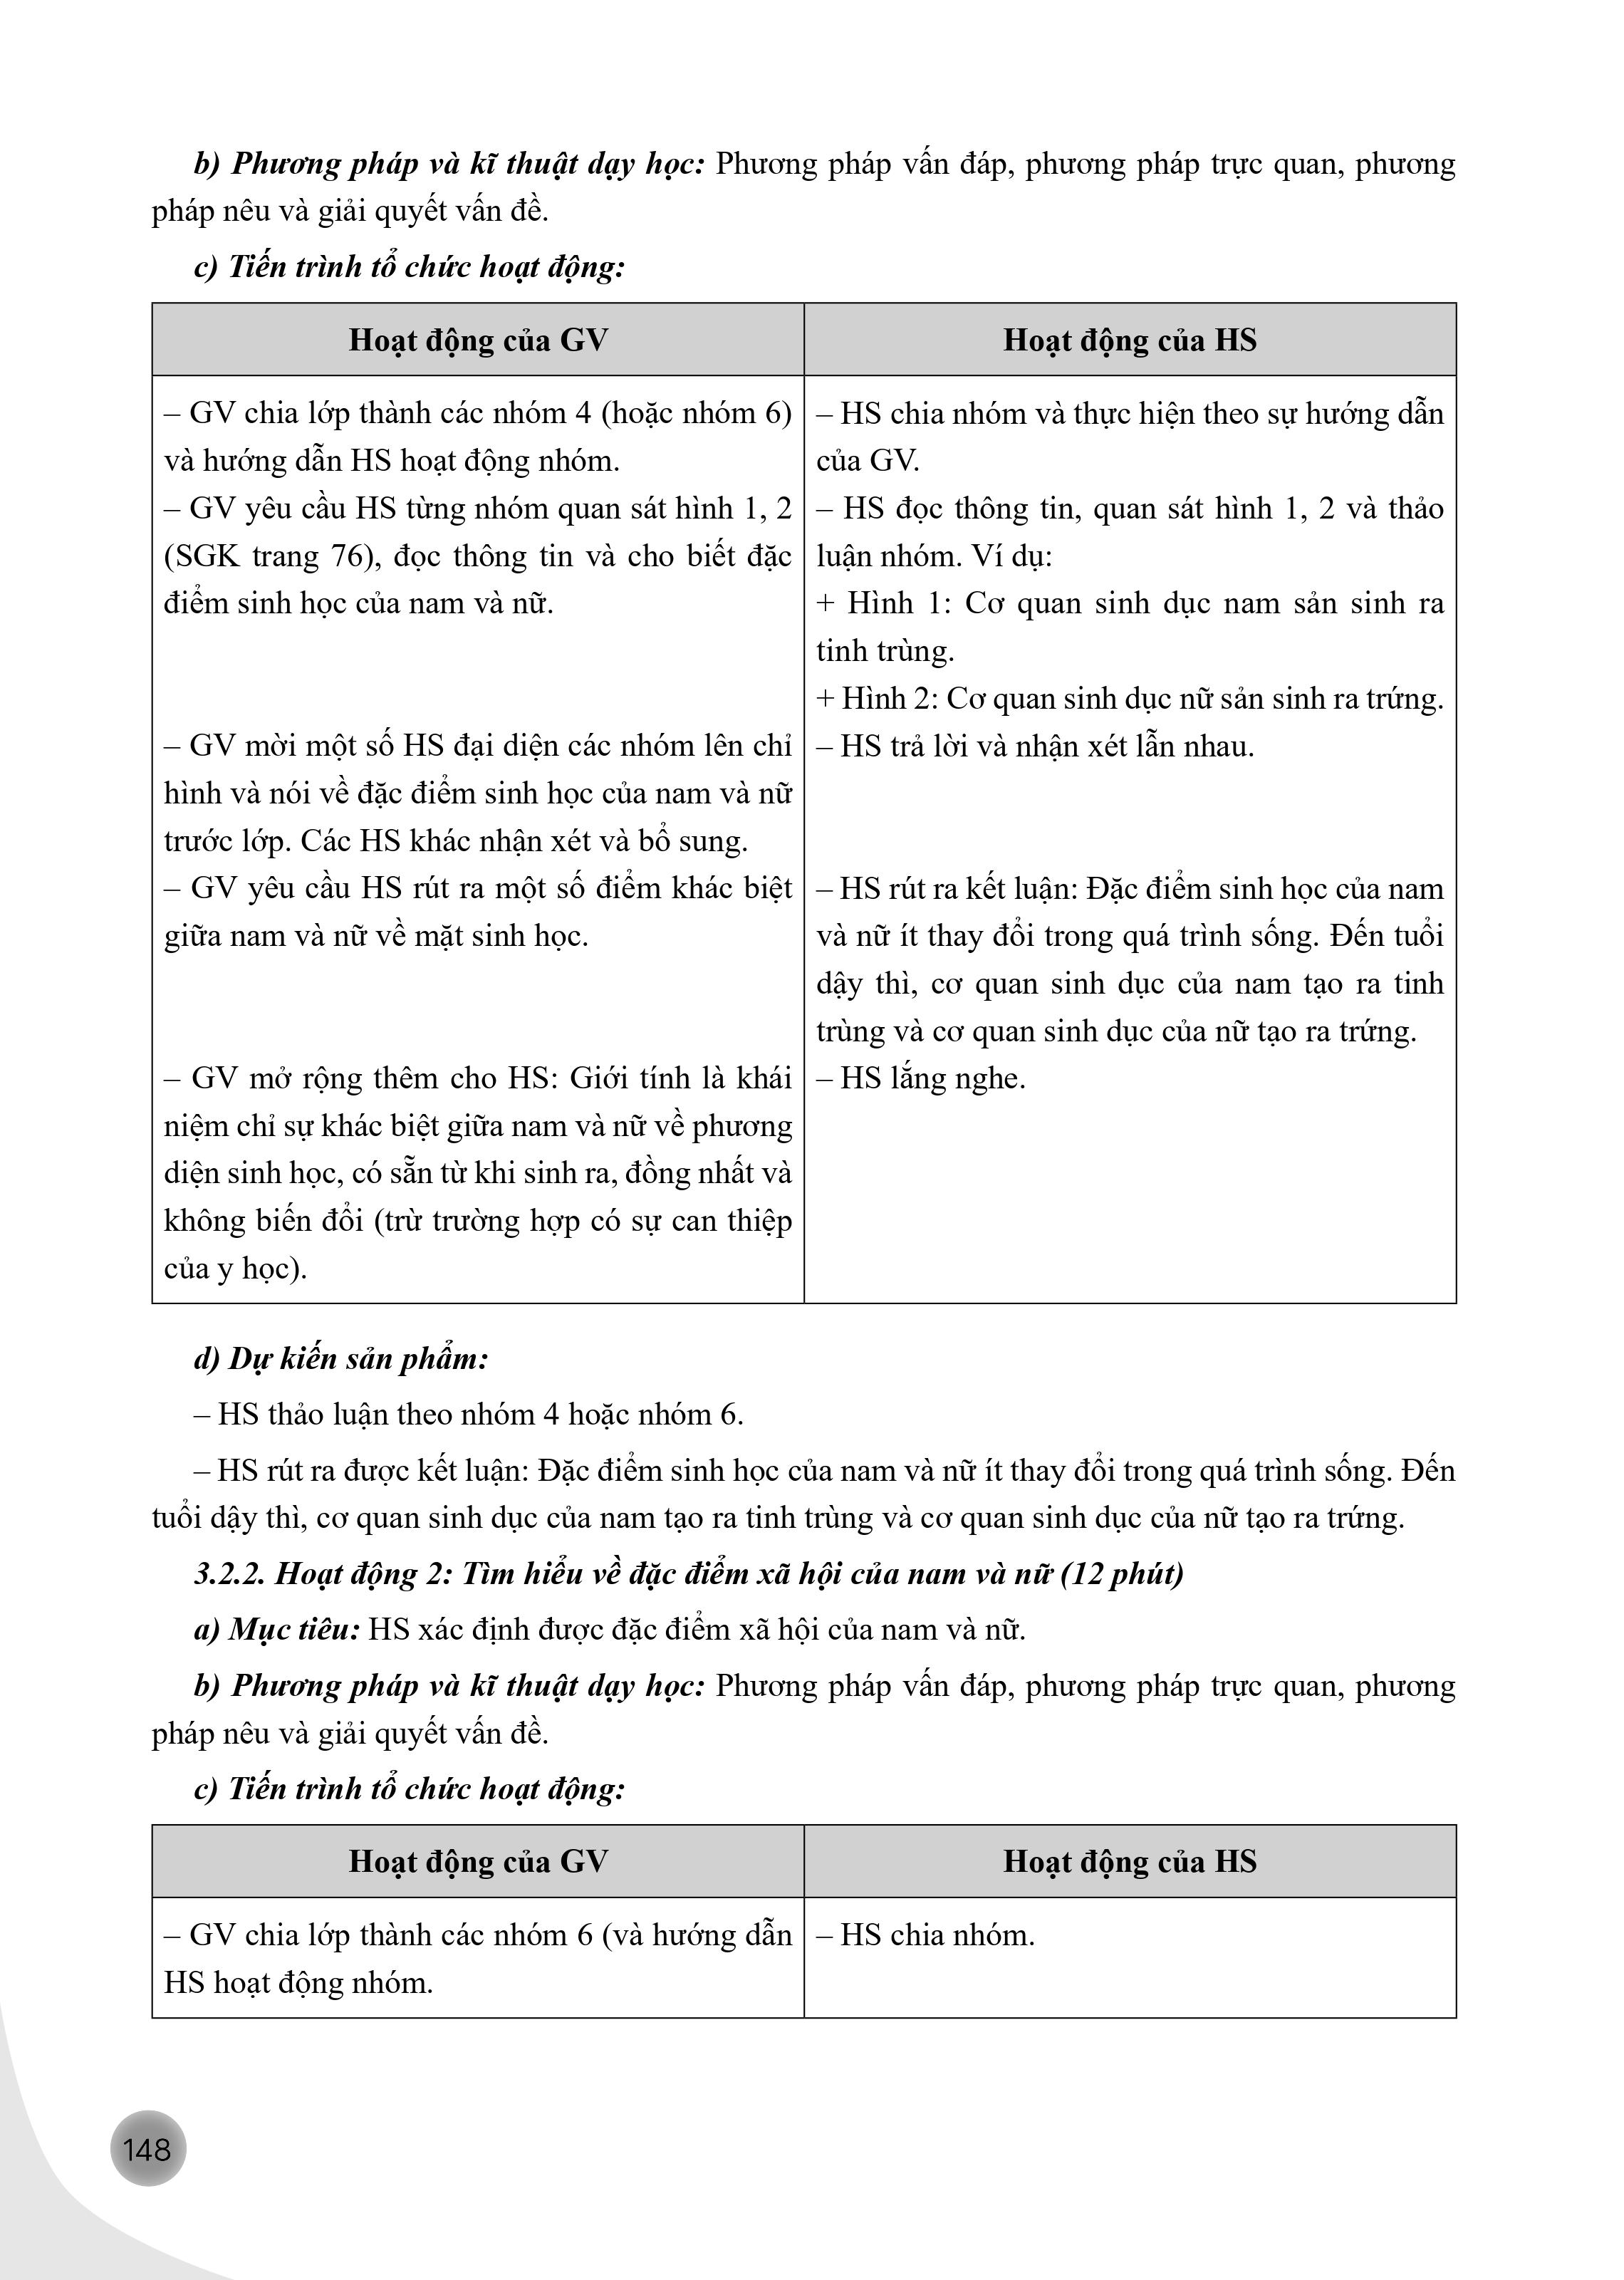 b) Phương pháp và kĩ thuật dạy học: Phương pháp vấn đáp, phương pháp trực quan, phương
pháp nêu và giải quyết vấn đề.
c) Tiến trình tổ chức hoạt động:
Hoạt động của GV
Hoạt động của HS
– GV chia lớp thành các nhóm 4 (hoặc nhóm 6)
và hướng dẫn HS hoạt động nhóm.
– GV yêu cầu HS từng nhóm quan sát hình 1, 2
(SGK trang 76), đọc thông tin và cho biết đặc
điểm sinh học của nam và nữ.
– GV mời một số HS đại diện các nhóm lên chỉ
hình và nói về đặc điểm sinh học của nam và nữ
trước lớp. Các HS khác nhận xét và bổ sung.
– GV yêu cầu HS rút ra một số điểm khác biệt
giữa nam và nữ về mặt sinh học.
– GV mở rộng thêm cho HS: Giới tính là khái
niệm chỉ sự khác biệt giữa nam và nữ về phương
diện sinh học, có sẵn từ khi sinh ra, đồng nhất và
không biến đổi (trừ trường hợp có sự can thiệp
của y học).
– HS chia nhóm và thực hiện theo sự hướng dẫn
của GV.
– HS đọc thông tin, quan sát hình 1, 2 và thảo
luận nhóm. Ví dụ:
+ Hình 1: Cơ quan sinh dục nam sản sinh ra
tinh trùng.
+ Hình 2: Cơ quan sinh dục nữ sản sinh ra trứng.
– HS trả lời và nhận xét lẫn nhau.
– HS rút ra kết luận: Đặc điểm sinh học của nam
và nữ ít thay đổi trong quá trình sống. Đến tuổi
dậy thì, cơ quan sinh dục của nam tạo ra tinh
trùng và cơ quan sinh dục của nữ tạo ra trứng.
– HS lắng nghe.
d) Dự kiến sản phẩm:
– HS thảo luận theo nhóm 4 hoặc nhóm 6.
– HS rút ra được kết luận: Đặc điểm sinh học của nam và nữ ít thay đổi trong quá trình sống. Đến
tuổi dậy thì, cơ quan sinh dục của nam tạo ra tinh trùng và cơ quan sinh dục của nữ tạo ra trứng.
3.2.2. Hoạt động 2: Tìm hiểu về đặc điểm xã hội của nam và nữ (12 phút)
a) Mục tiêu: HS xác định được đặc điểm xã hội của nam và nữ.
b) Phương pháp và kĩ thuật dạy học: Phương pháp vấn đáp, phương pháp trực quan, phương
pháp nêu và giải quyết vấn đề.
c) Tiến trình tổ chức hoạt động:
Hoạt động của GV
Hoạt động của HS
– GV chia lớp thành các nhóm 6 (và hướng dẫn
HS hoạt động nhóm.
– HS chia nhóm.
148